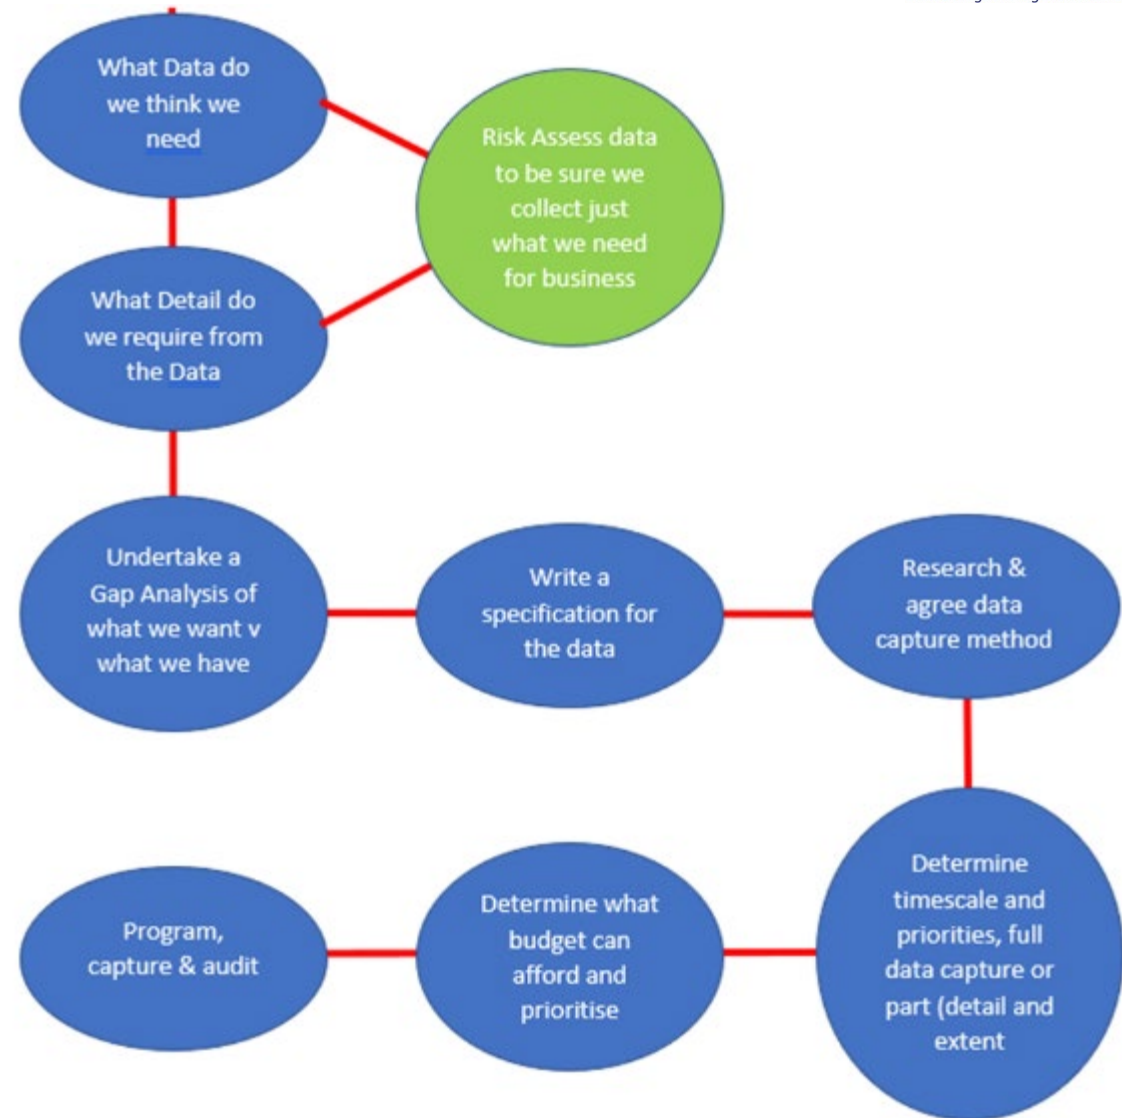 What Data do
we think we
need
Risk Assess data
to be sure we
collect just
what we need
for business
What Detail do
we require from
the Data
Undertake a
Gap Analysis of
what we want v
what we have
Write a
specification for
the data
Research &
agree data
capture method
Determine
timescale and
priorities, full
data capture or
part (detail and
extent
Determine what
budget can
afford and
prioritise
Program,
capture & audit